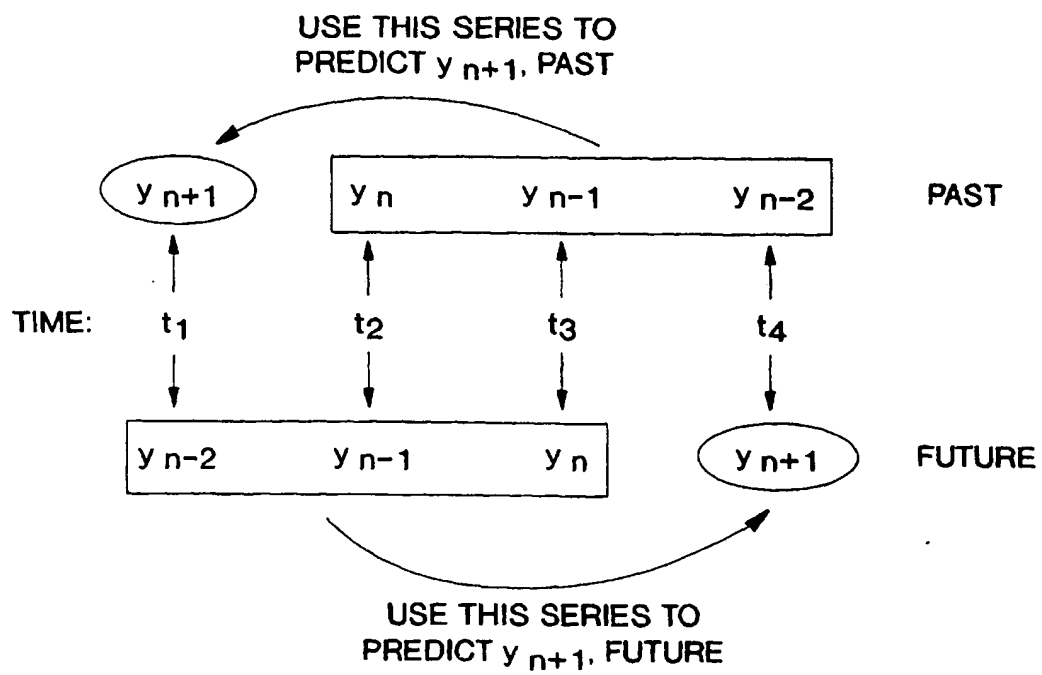 USE THIS SERIES TO
PREDICT y n+1, PAST
y n+1 y n y n-1 y n-2 PAST
TIME: t1 t2 t3 t4
y n-2 y n-1 y n y n+1 FUTURE
USE THIS SERIES TO
PREDICT y n+1, FUTURE